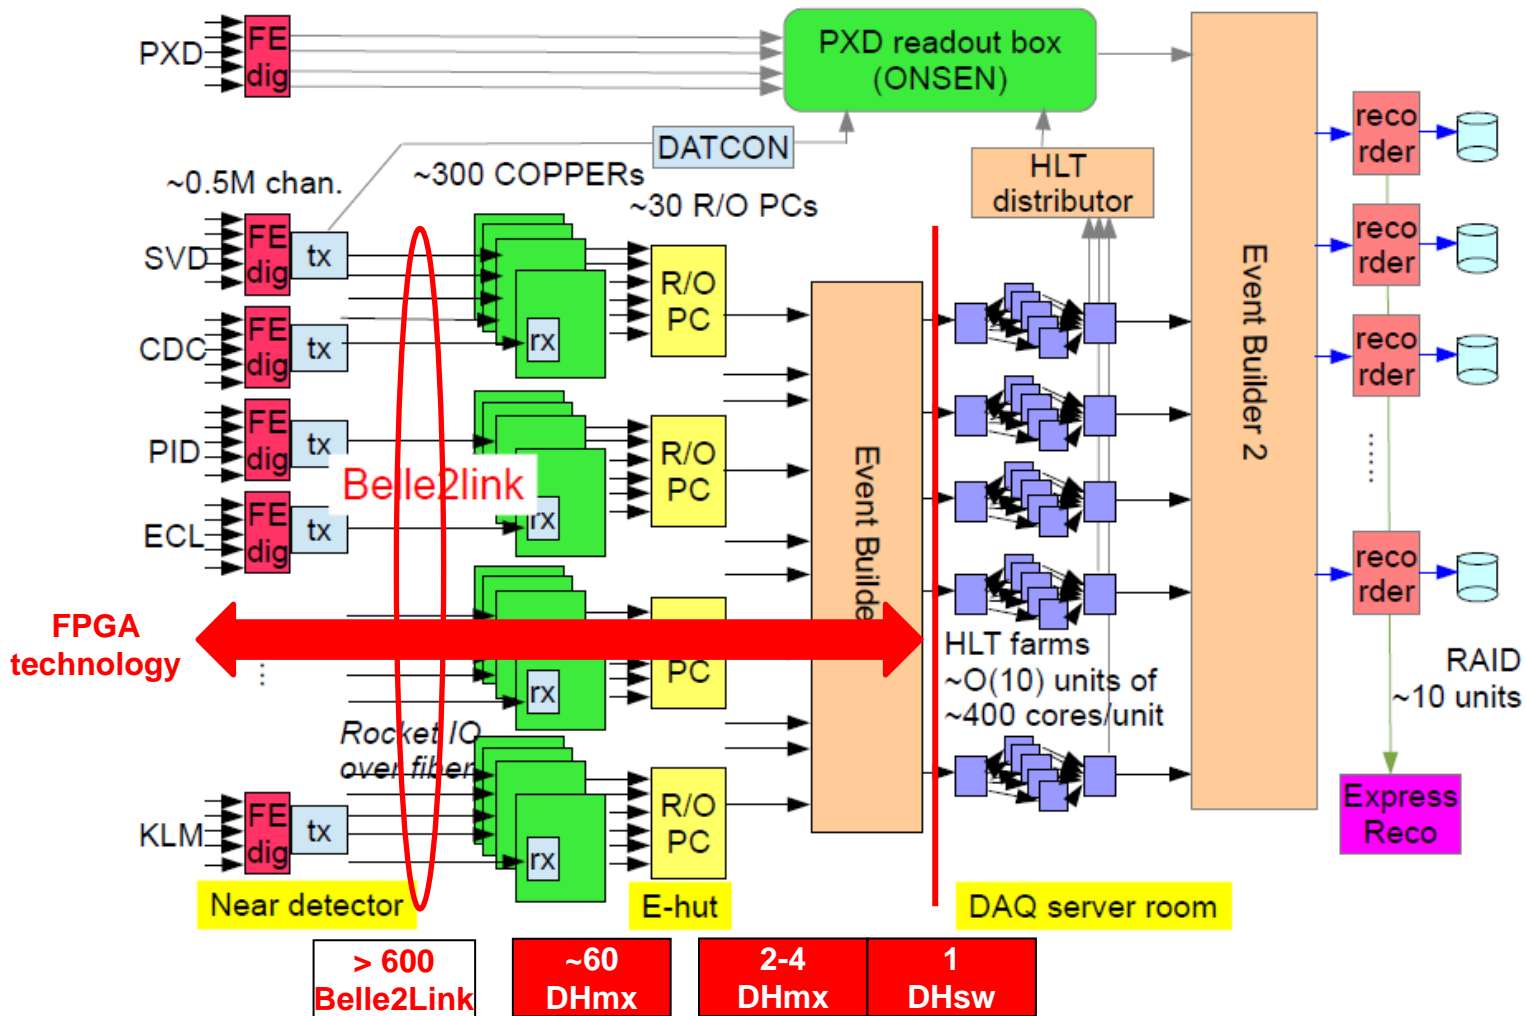 PXD
FE
dig
PXD readout box
(ONSEN)
DATCON
~0.5M chan.
~300 COPPERs
~30 R/O PCs
HLT
distributor
SVD
FE
dig
tx
rx
R/O
PC
CDC
FE
dig
tx
PID
FE
dig
tx
Belle2link
rx
R/O
PC
ECL
FE
dig
tx
FPGA
technology
rx
PC
Rocket IO
over fiber
KLM
FE
dig
tx
rx
R/O
PC
Event Builde
HLT farms
~O(10) units of
~400 cores/unit
Event Builder 2
reco
rder
reco
rder
reco
rder
reco
rder
RAID
~10 units
Express
Reco
Near detector
E-hut
DAQ server room
> 600
Belle2Link
~60
DHmx
2-4
DHmx
1
DHsw